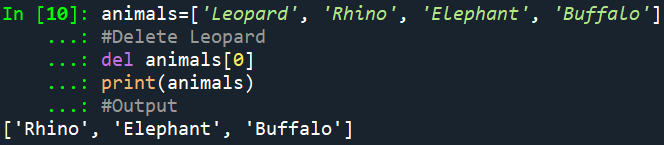 In [10]: animals=['Leopard', 'Rhino', 'Elephant', 'Buffalo']
    ...: #Delete Leopard
    ...: del animals[0]
    ...: print(animals)
    ...: #Output
['Rhino', 'Elephant', 'Buffalo']